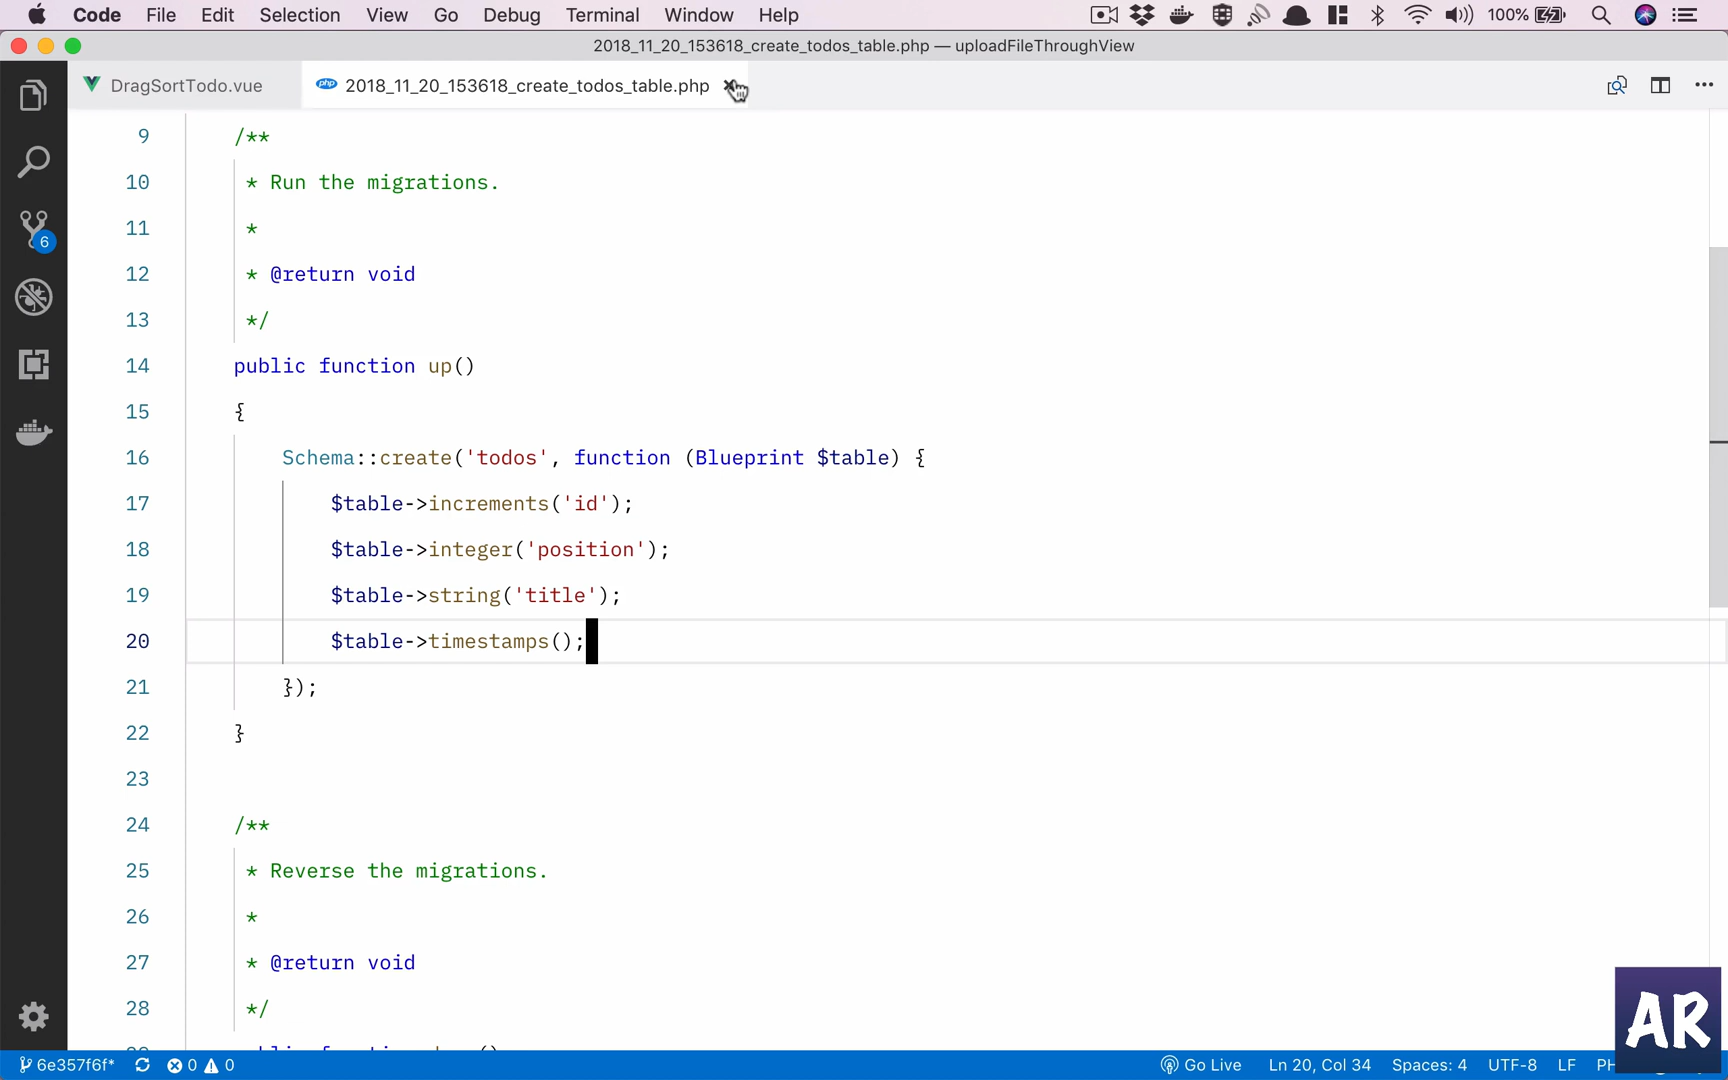 Code File Edit Selection View Go Debug Terminal Window Help 100%
2018_11_20_153618_create_todos_table.php — uploadFileThroughView
DragSortTodo.vue php 2018_11_20_153618_create_todos_table.php
9 /**
10 * Run the migrations.
11 *
12 * @return void
13 */
14 public function up()
15 {
16 Schema::create('todos', function (Blueprint $table) {
17 $table->increments('id');
18 $table->integer('position');
19 $table->string('title');
20 $table->timestamps();
21 });
22 }
23
24 /**
25 * Reverse the migrations.
26 *
27 * @return void
28 */
6
AR
6e357f6f* 0 0 Go Live Ln 20, Col 34 Spaces: 4 UTF-8 LF